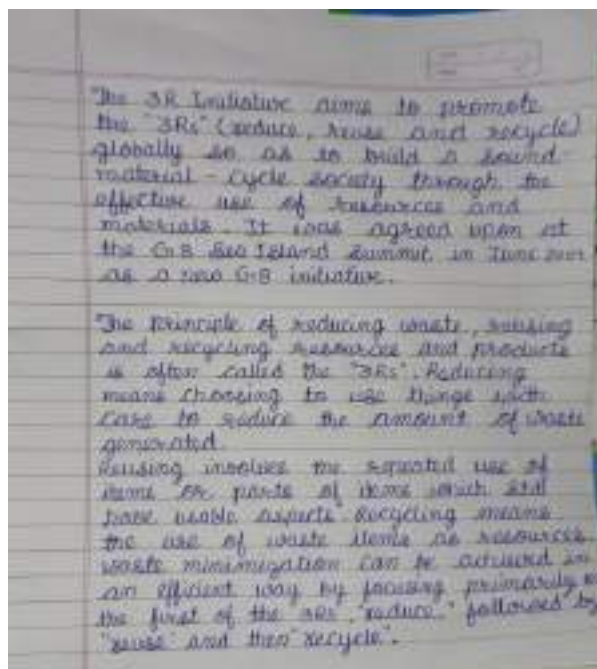 The 3R Initiative aims to promote
the "3Rs" (reduce, reuse and recycle)
globally so as to build a sound-
material-cycle society through the
effective use of resources and
materials. It was agreed upon at
the G8 Sea Island Summit in June
as a G-8 initiative.
The principle of reducing waste, reusing
and recycling resources and products
is often called the "3Rs". Reducing
means choosing to use things with
care to reduce the amount of waste
generated.
Reusing involves the repeated use of
items or parts of items which still
have usable aspects. Recycling means
the use of waste items as resources.
waste minimization can be achieved in
an efficient way by focusing primarily
the first of the 3Rs, "reduce," followed by
"reuse" and then "recycle".